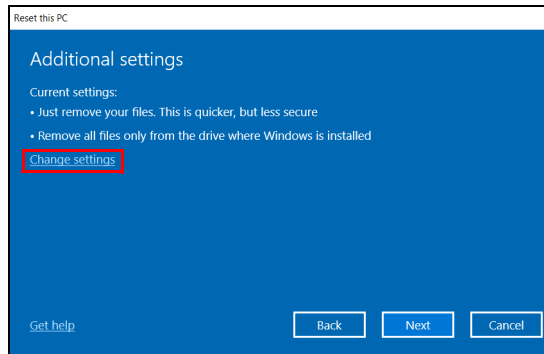 Reset this PC
Additional settings
Current settings:
• Just remove your files. This is quicker, but less secure
• Remove all files only from the drive where Windows is installed
Change settings
Get help
Back
Next
Cancel